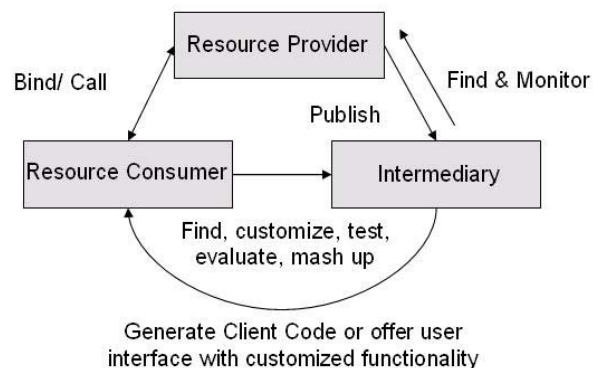 Resource Provider
Bind/ Call
Find & Monitor
Publish
Resource Consumer
Intermediary
Find, customize, test,
evaluate, mash up
Generate Client Code or offer user
interface with customized functionality